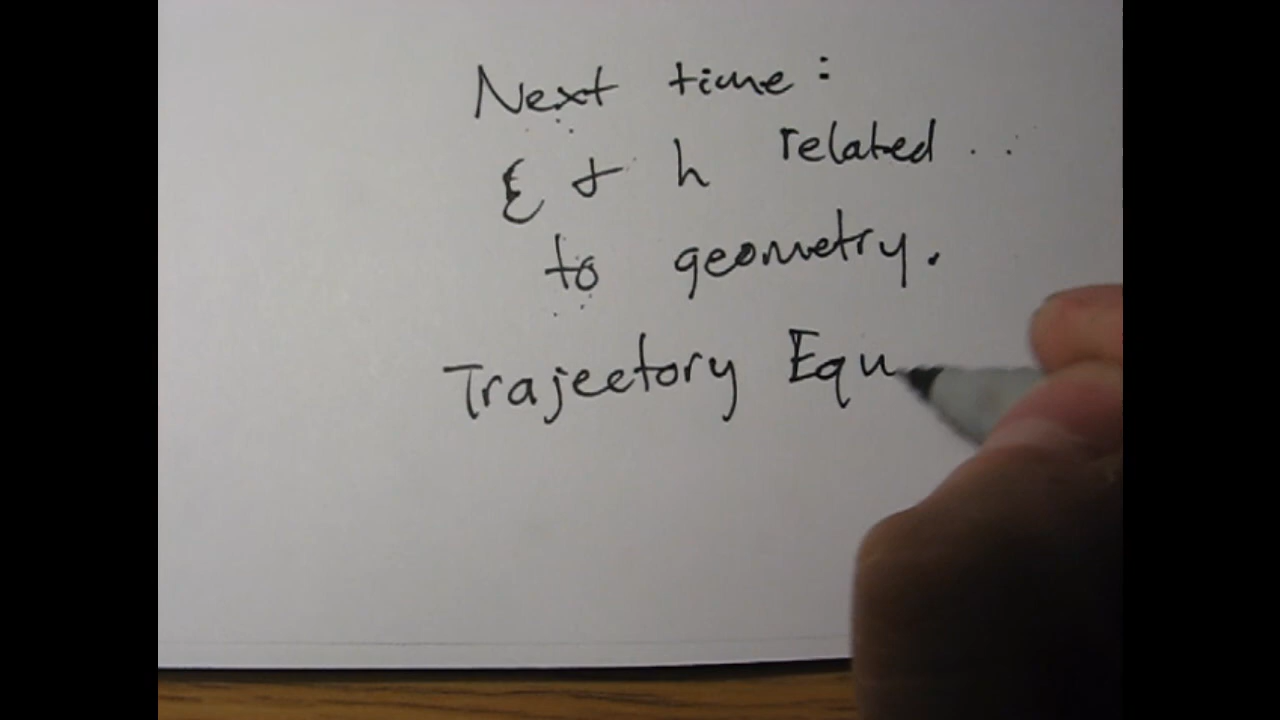 Next time:
ξ & h related ..
to geometry.
Trajectory Equ